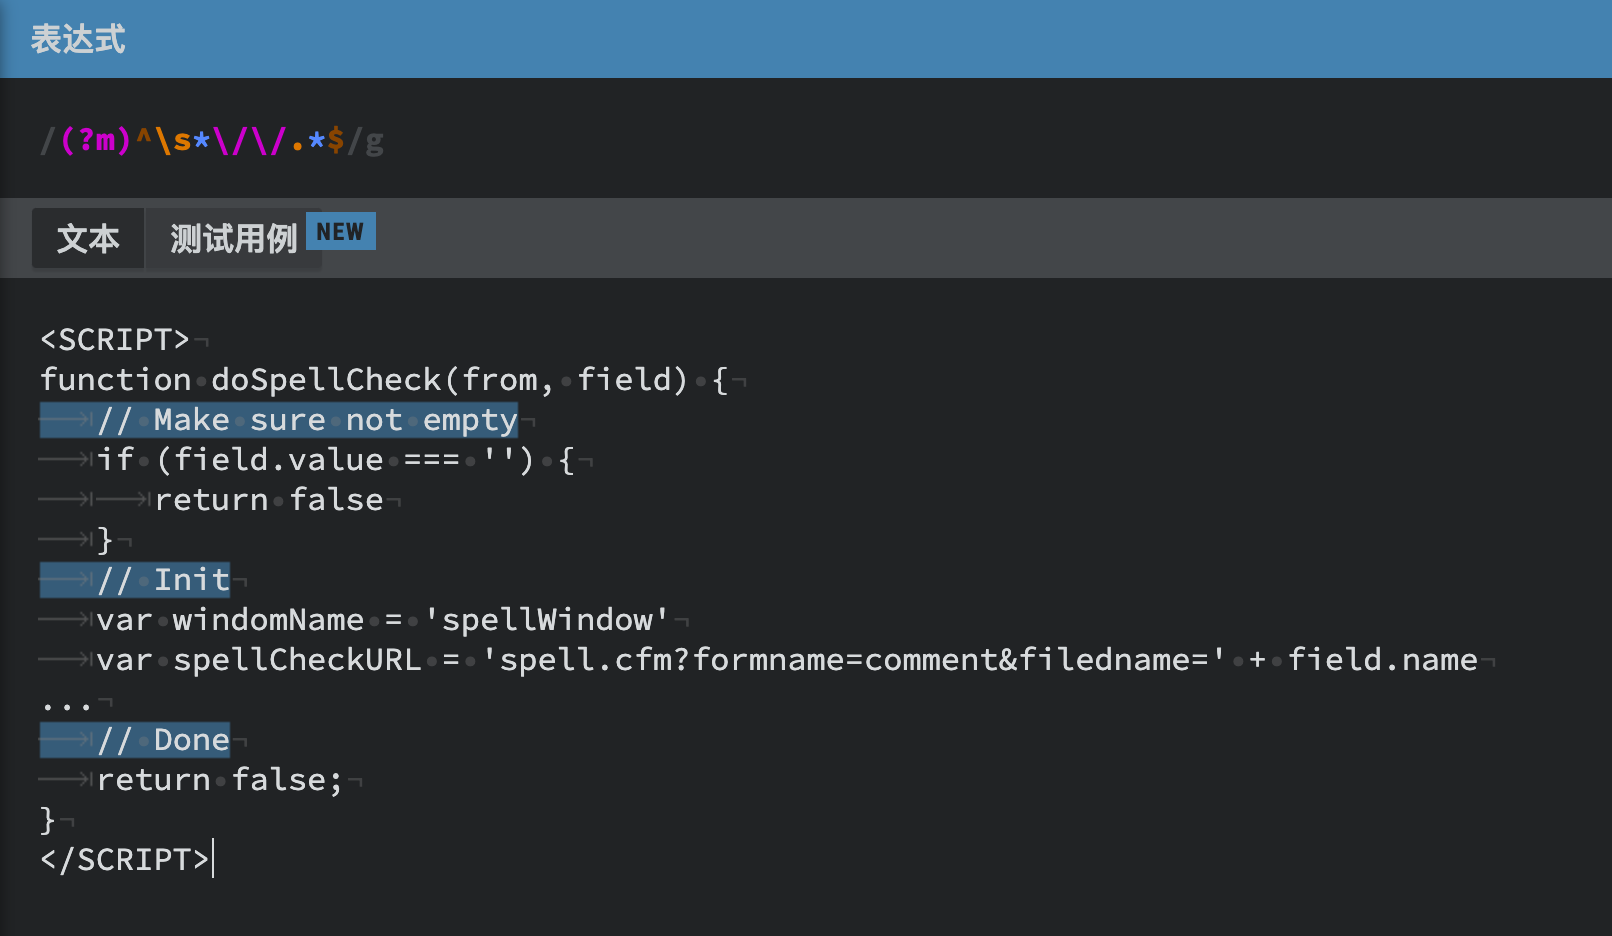 表达式
/(?m)^\s*\/\/.*$/g
文本 测试用例 NEW
<SCRIPT>
function doSpellCheck(from, field) {
// Make sure not empty
if (field.value === '') {
return false
}
// Init
var windomName = 'spellWindow'
var spellCheckURL = 'spell.cfm?formname=comment&filedname=' + field.name
...
// Done
return false;
}
</SCRIPT>